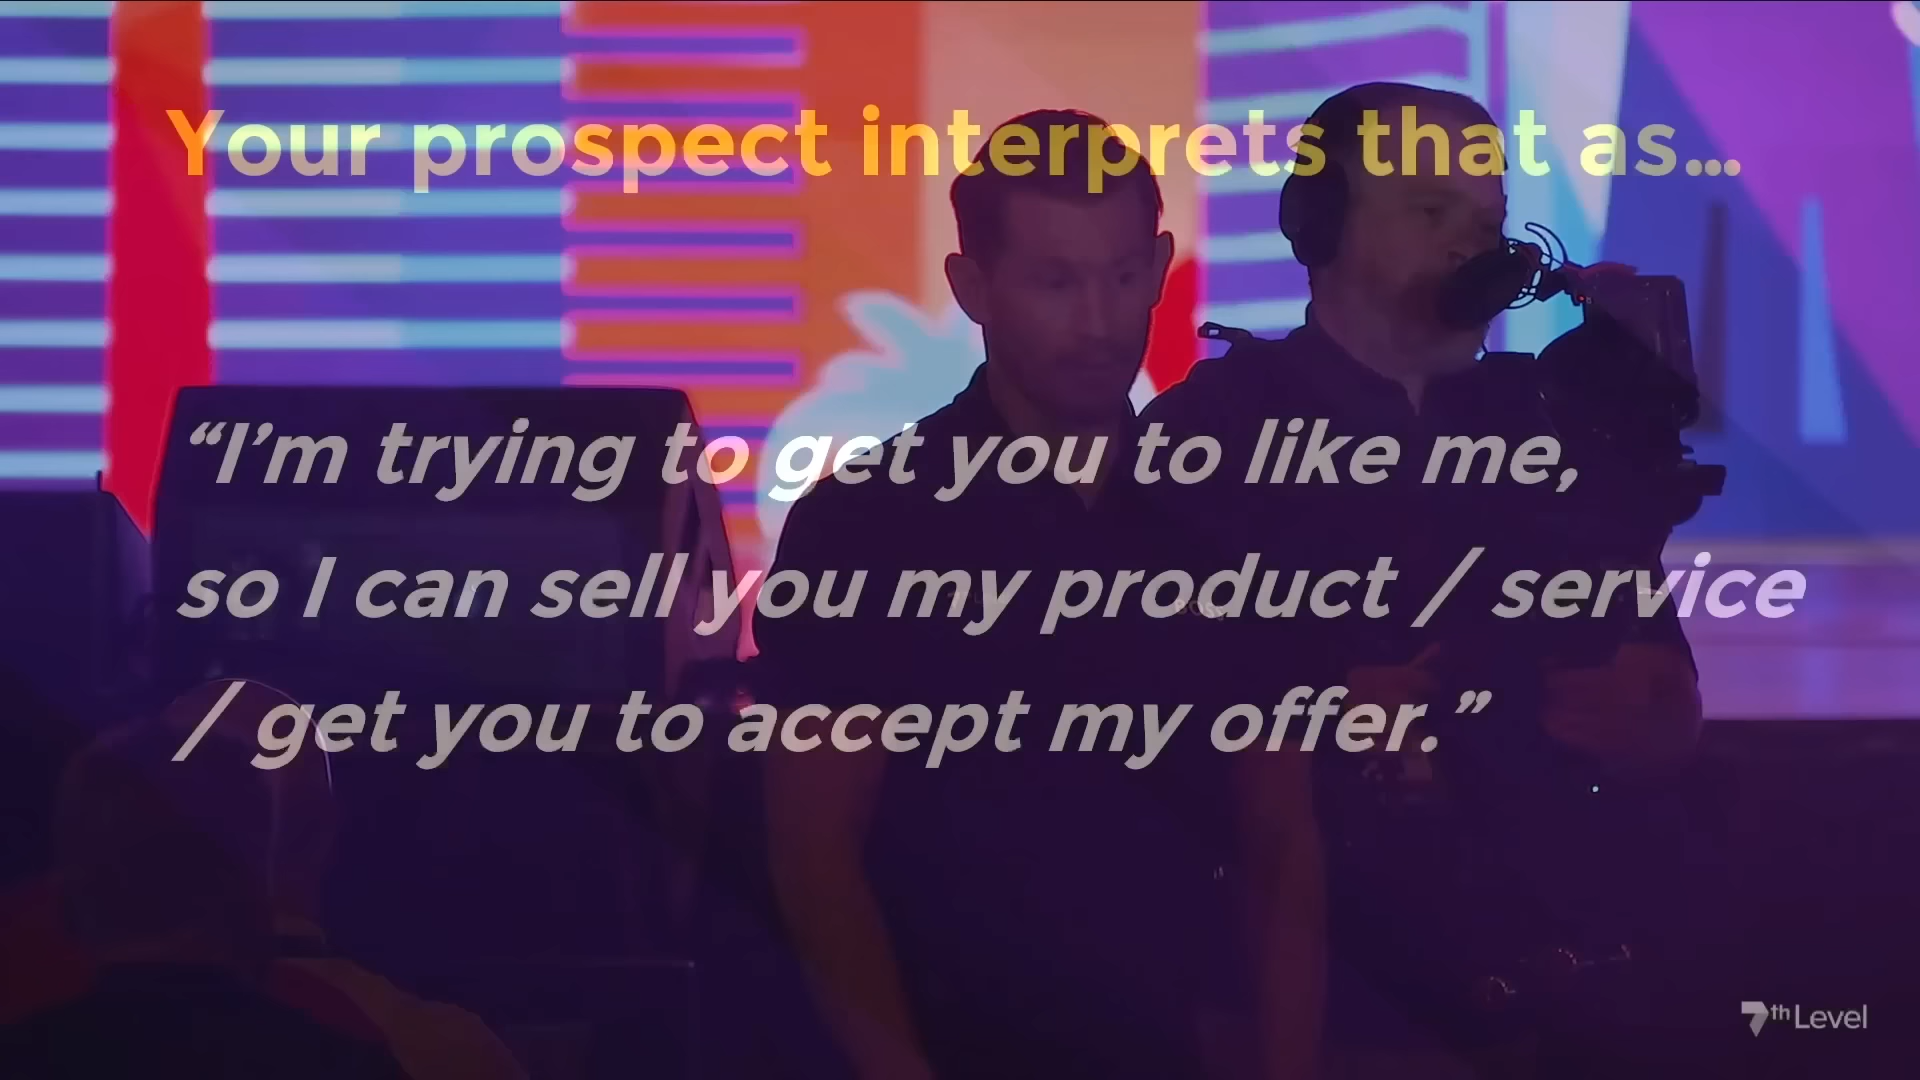 Your prospect interprets that as...
“I’m trying to get you to like me,
so I can sell you my product / service
/ get you to accept my offer.”
7th Level